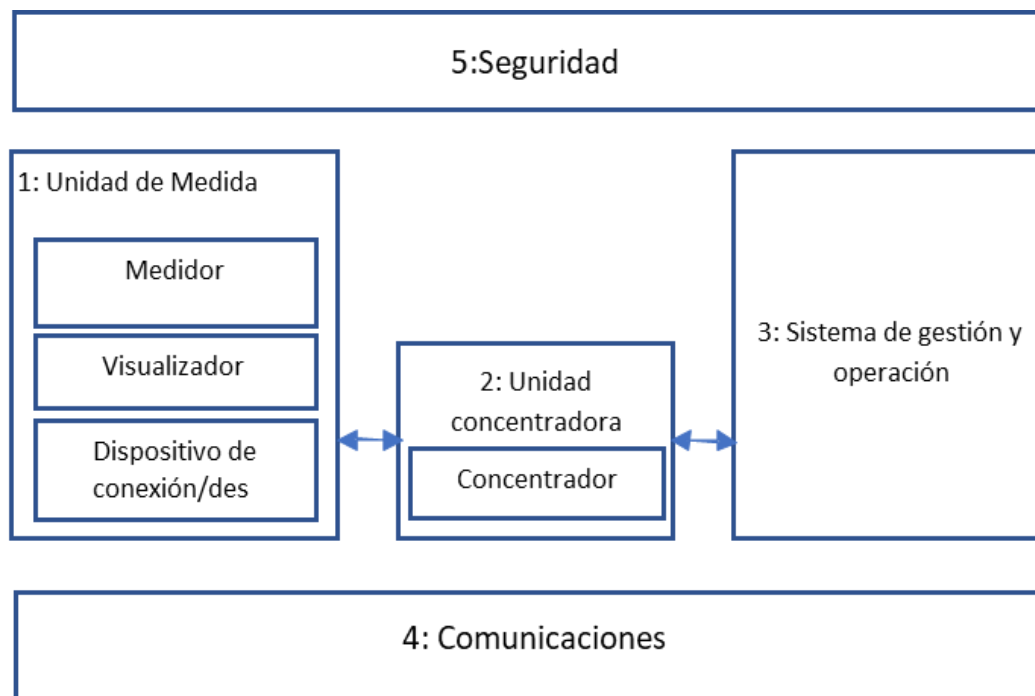 5:Seguridad
1: Unidad de Medida
Medidor
Visualizador
Dispositivo de
conexión/des
2: Unidad
concentradora
Concentrador
3: Sistema de gestión y
operación
4: Comunicaciones